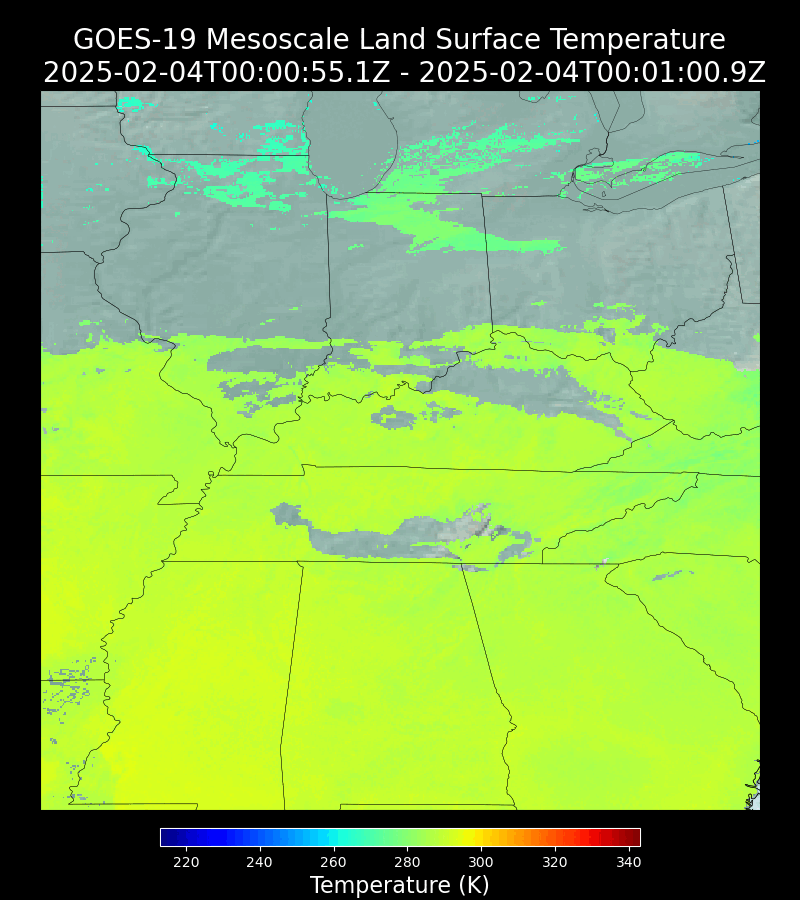 GOES-19 Mesoscale Land Surface Temperature
2025-02-04T00:00:55.1Z - 2025-02-04T00:01:00.9Z
220 240 260 280 300 320 340
Temperature (K)